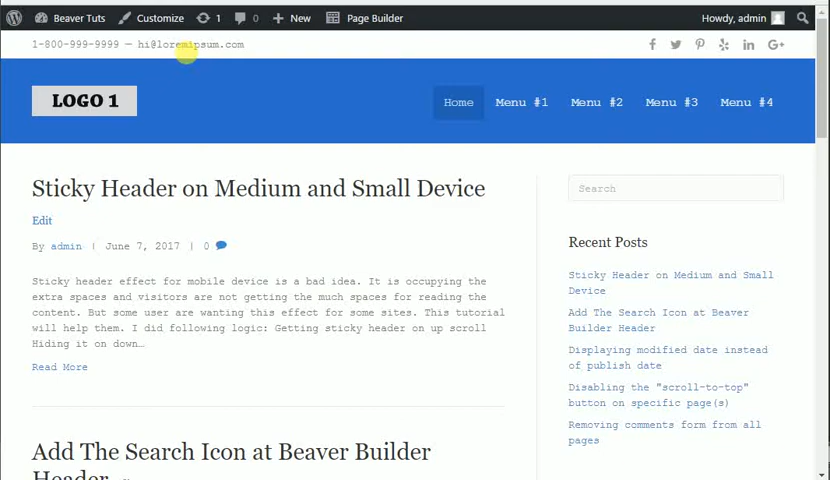 Beaver Tuts Customize 1 0 New Page Builder Howdy, admin
1-800-999-9999 — hi@loremipsum.com
LOGO 1
Home Menu #1 Menu #2 Menu #3 Menu #4
Sticky Header on Medium and Small Device
Edit
By admin | June 7, 2017 | 0
Sticky header effect for mobile device is a bad idea. It is occupying the
extra spaces and visitors are not getting the much spaces for reading the
content. But some user are wanting this effect for some sites. This tutorial
will help them. I did following logic: Getting sticky header on up scroll
Hiding it on down…
Read More
Add The Search Icon at Beaver Builder
Header
Search
Recent Posts
Sticky Header on Medium and Small
Device
Add The Search Icon at Beaver
Builder Header
Displaying modified date instead
of publish date
Disabling the "scroll-to-top"
button on specific page(s)
Removing comments form from all
pages